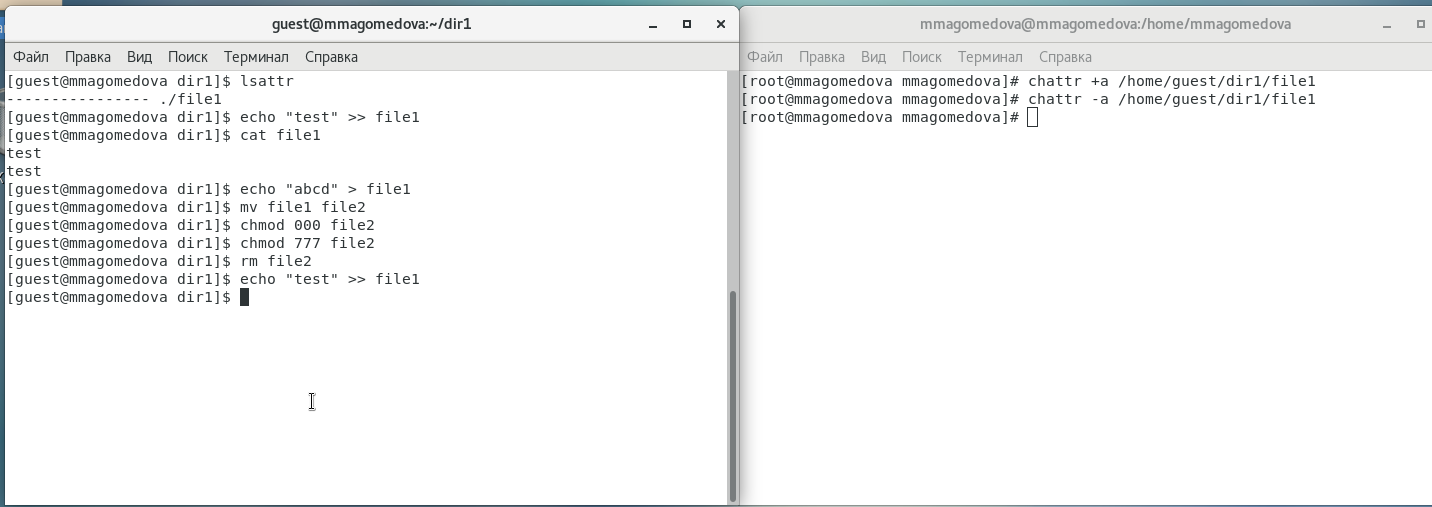 guest@mmagomedova:~/dir1
Файл Правка Вид Поиск Терминал Справка
[guest@mmagomedova dir1]$ lsattr
---------------- ./file1
[guest@mmagomedova dir1]$ echo "test" >> file1
[guest@mmagomedova dir1]$ cat file1
test
test
[guest@mmagomedova dir1]$ echo "abcd" > file1
[guest@mmagomedova dir1]$ mv file1 file2
[guest@mmagomedova dir1]$ chmod 000 file2
[guest@mmagomedova dir1]$ chmod 777 file2
[guest@mmagomedova dir1]$ rm file2
[guest@mmagomedova dir1]$ echo "test" >> file1
[guest@mmagomedova dir1]$
mmagomedova@mmagomedova:/home/mmagomedova
Файл Правка Вид Поиск Терминал Справка
[root@mmagomedova mmagomedova]# chattr +a /home/guest/dir1/file1
[root@mmagomedova mmagomedova]# chattr -a /home/guest/dir1/file1
[root@mmagomedova mmagomedova]#